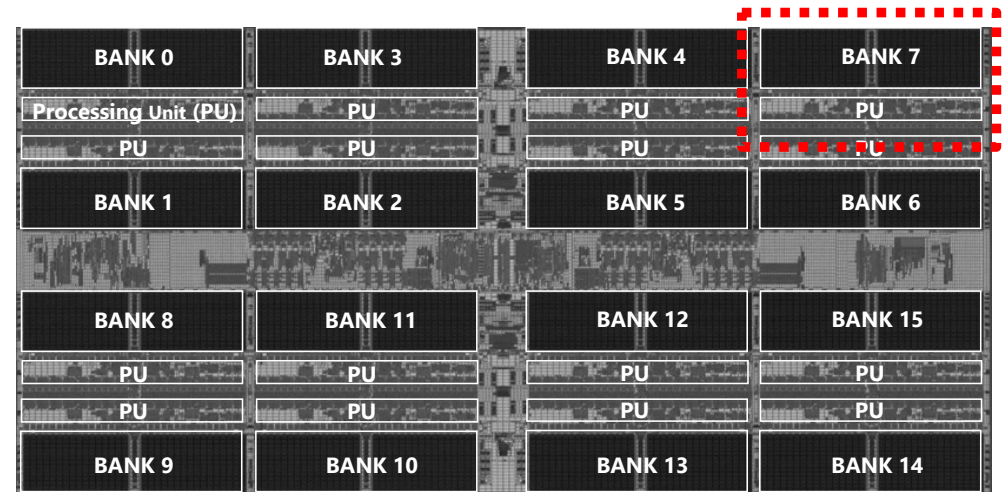 BANK 0
BANK 3
BANK 4
BANK 7
Processing Unit (PU)
PU
PU
PU
PU
PU
PU
PU
BANK 1
BANK 2
BANK 5
BANK 6
BANK 8
BANK 11
BANK 12
BANK 15
PU
PU
PU
PU
PU
PU
PU
PU
BANK 9
BANK 10
BANK 13
BANK 14